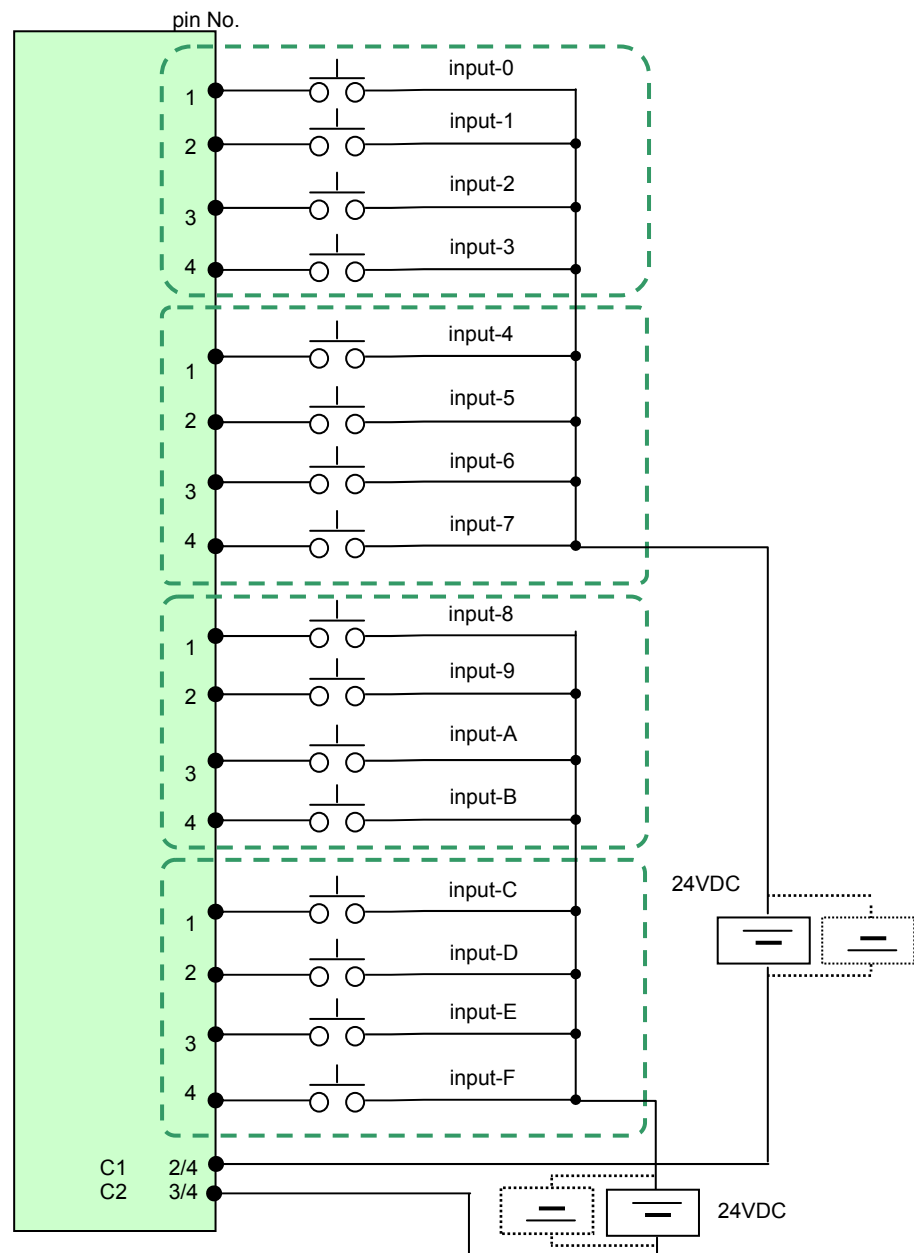 pin No.
input-0
1
input-1
2
input-2
3
input-3
4
input-4
1
input-5
2
input-6
3
input-7
4
input-8
1
input-9
2
input-A
3
input-B
4
input-C
24VDC
1
input-D
2
input-E
3
input-F
4
C1 2/4
C2 3/4
24VDC